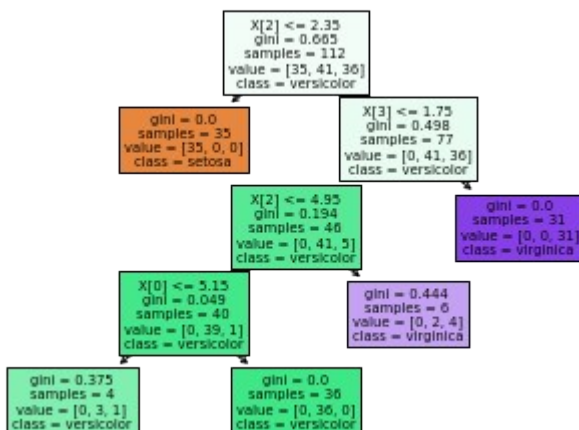 X[2] <= 2.35
gini = 0.665
samples = 112
value = [35, 41, 36]
class = versicolor
gini = 0.0
samples = 35
value = [35, 0, 0]
class = setosa
X[3] <= 1.75
gini = 0.498
samples = 77
value = [0, 41, 36]
class = versicolor
X[2] <= 4.95
gini = 0.194
samples = 46
value = [0, 41, 5]
class = versicolor
gini = 0.0
samples = 31
value = [0, 0, 31]
class = virginica
X[0] <= 5.15
gini = 0.049
samples = 40
value = [0, 39, 1]
class = versicolor
gini = 0.444
samples = 6
value = [0, 2, 4]
class = virginica
gini = 0.375
samples = 4
value = [0, 3, 1]
class = versicolor
gini = 0.0
samples = 36
value = [0, 36, 0]
class = versicolor